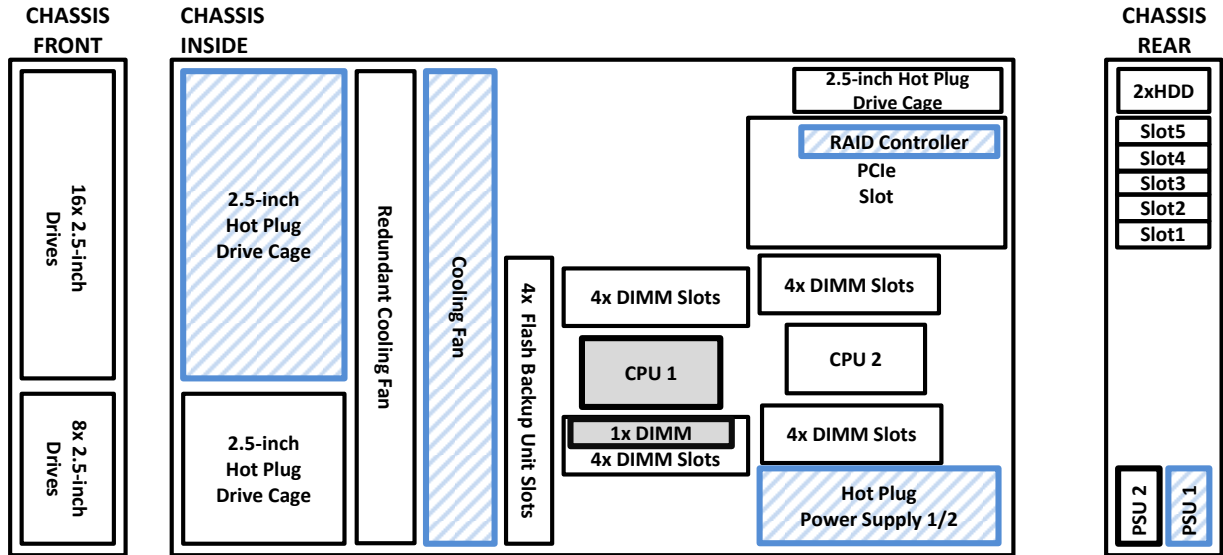 CHASSIS
FRONT
16x 2.5-inch
Drives
8x 2.5-inch
Drives
CHASSIS
INSIDE
2.5-inch
Hot Plug
Drive Cage
2.5-inch
Hot Plug
Drive Cage
Redundant Cooling Fan
Cooling Fan
4x Flash Backup Unit Slots
4x DIMM Slots
CPU 1
1x DIMM
4x DIMM Slots
2.5-inch Hot Plug
Drive Cage
RAID Controller
PCIe
Slot
4x DIMM Slots
CPU 2
4x DIMM Slots
Hot Plug
Power Supply 1/2
CHASSIS
REAR
2xHDD
Slot5
Slot4
Slot3
Slot2
Slot1
PSU 2
PSU 1